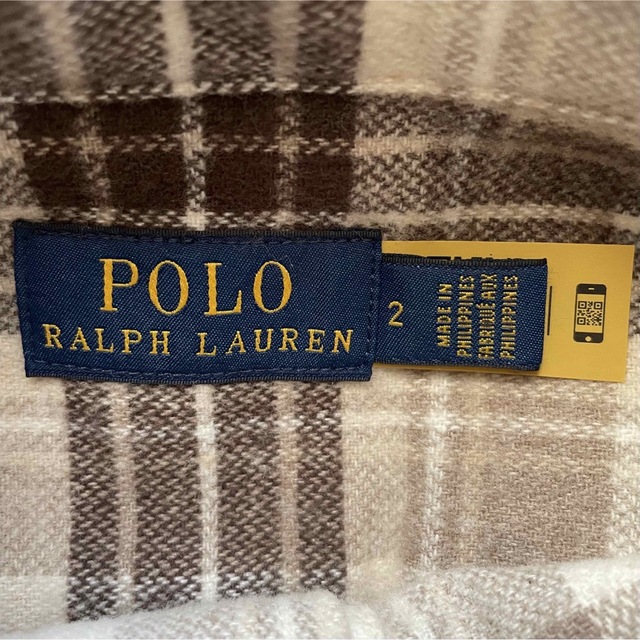 POLO
RALPH LAUREN
2
MADE IN
PHILIPPINES
FABRIQUÉ AUX
PHILIPPINES